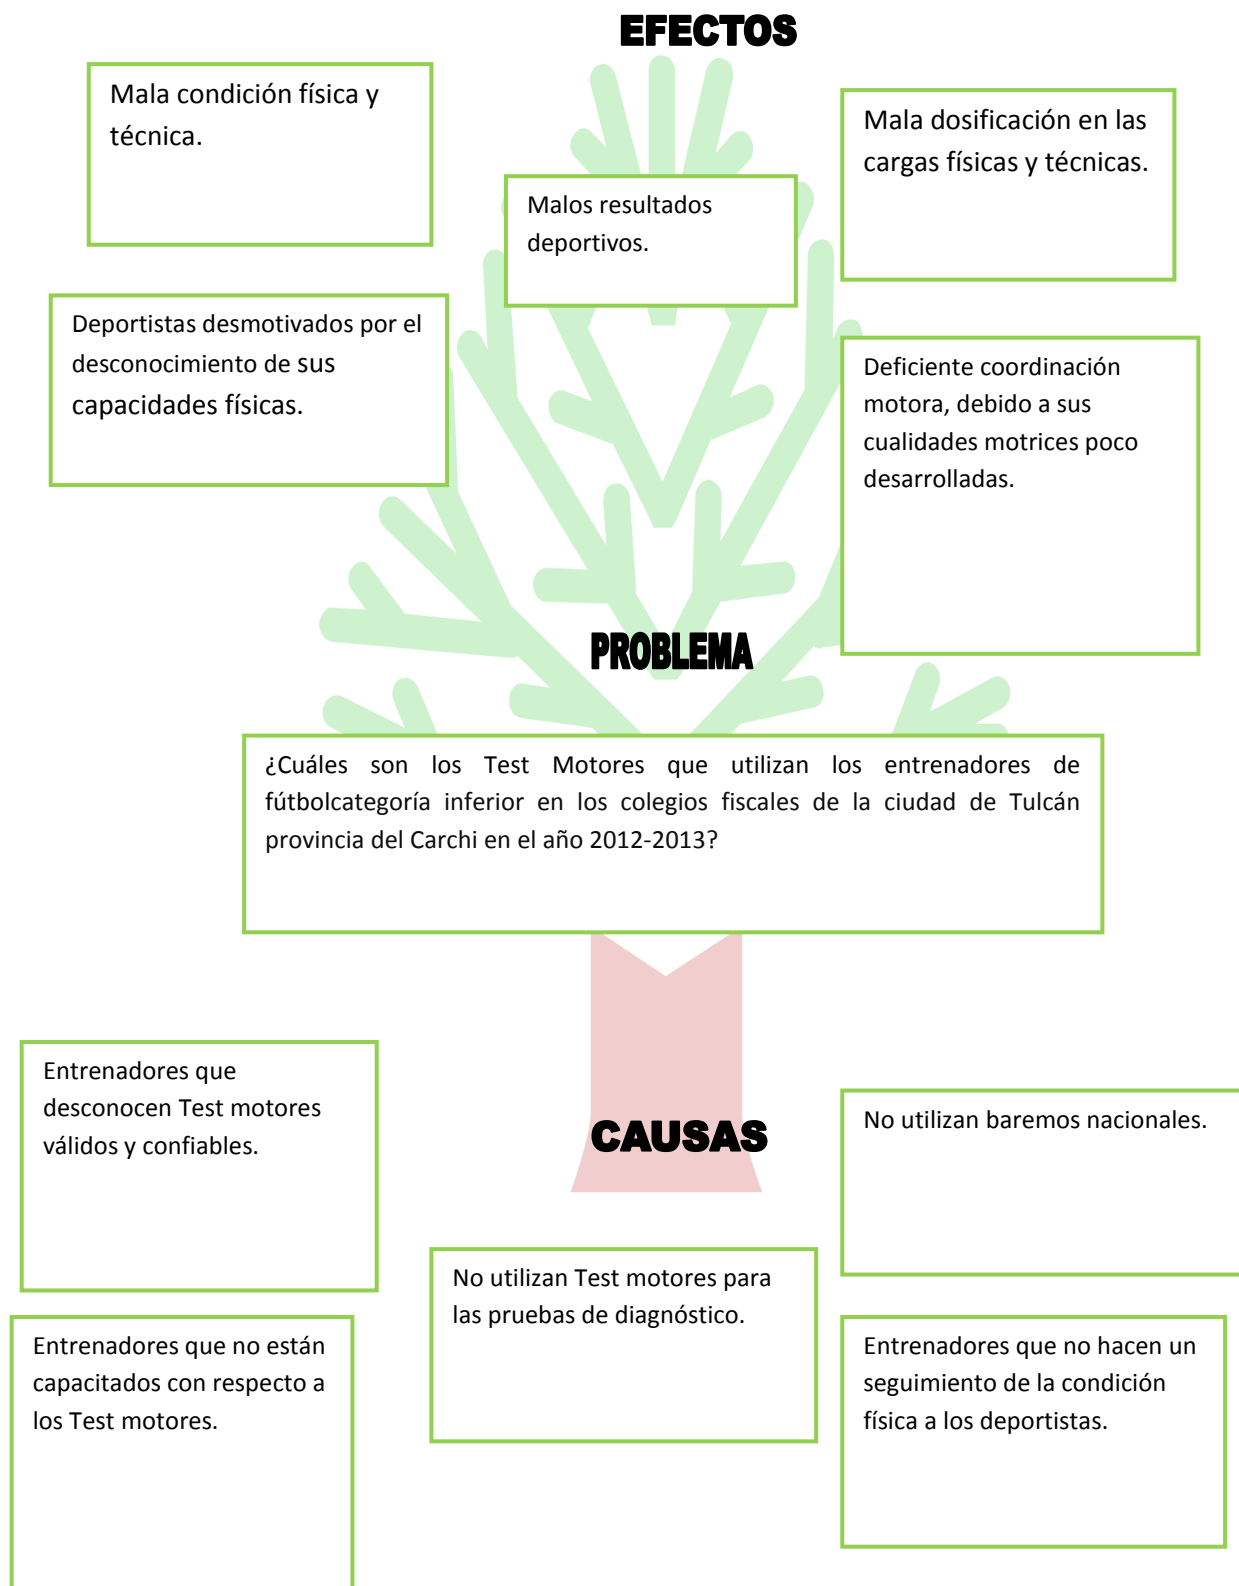 EFECTOS
Mala condición física y
técnica.
Mala dosificación en las
cargas físicas y técnicas.
Malos resultados
deportivos.
Deportistas desmotivados por el
desconocimiento de sus
capacidades físicas.
Deficiente coordinación
motora, debido a sus
cualidades motrices poco
desarrolladas.
PROBLEMA
¿Cuáles son los Test Motores que utilizan los entrenadores de
fútbolcategoría inferior en los colegios fiscales de la ciudad de Tulcán
provincia del Carchi en el año 2012-2013?
Entrenadores que
desconocen Test motores
válidos y confiables.
CAUSAS
No utilizan baremos nacionales.
No utilizan Test motores para
las pruebas de diagnóstico.
Entrenadores que no están
capacitados con respecto a
los Test motores.
Entrenadores que no hacen un
seguimiento de la condición
física a los deportistas.